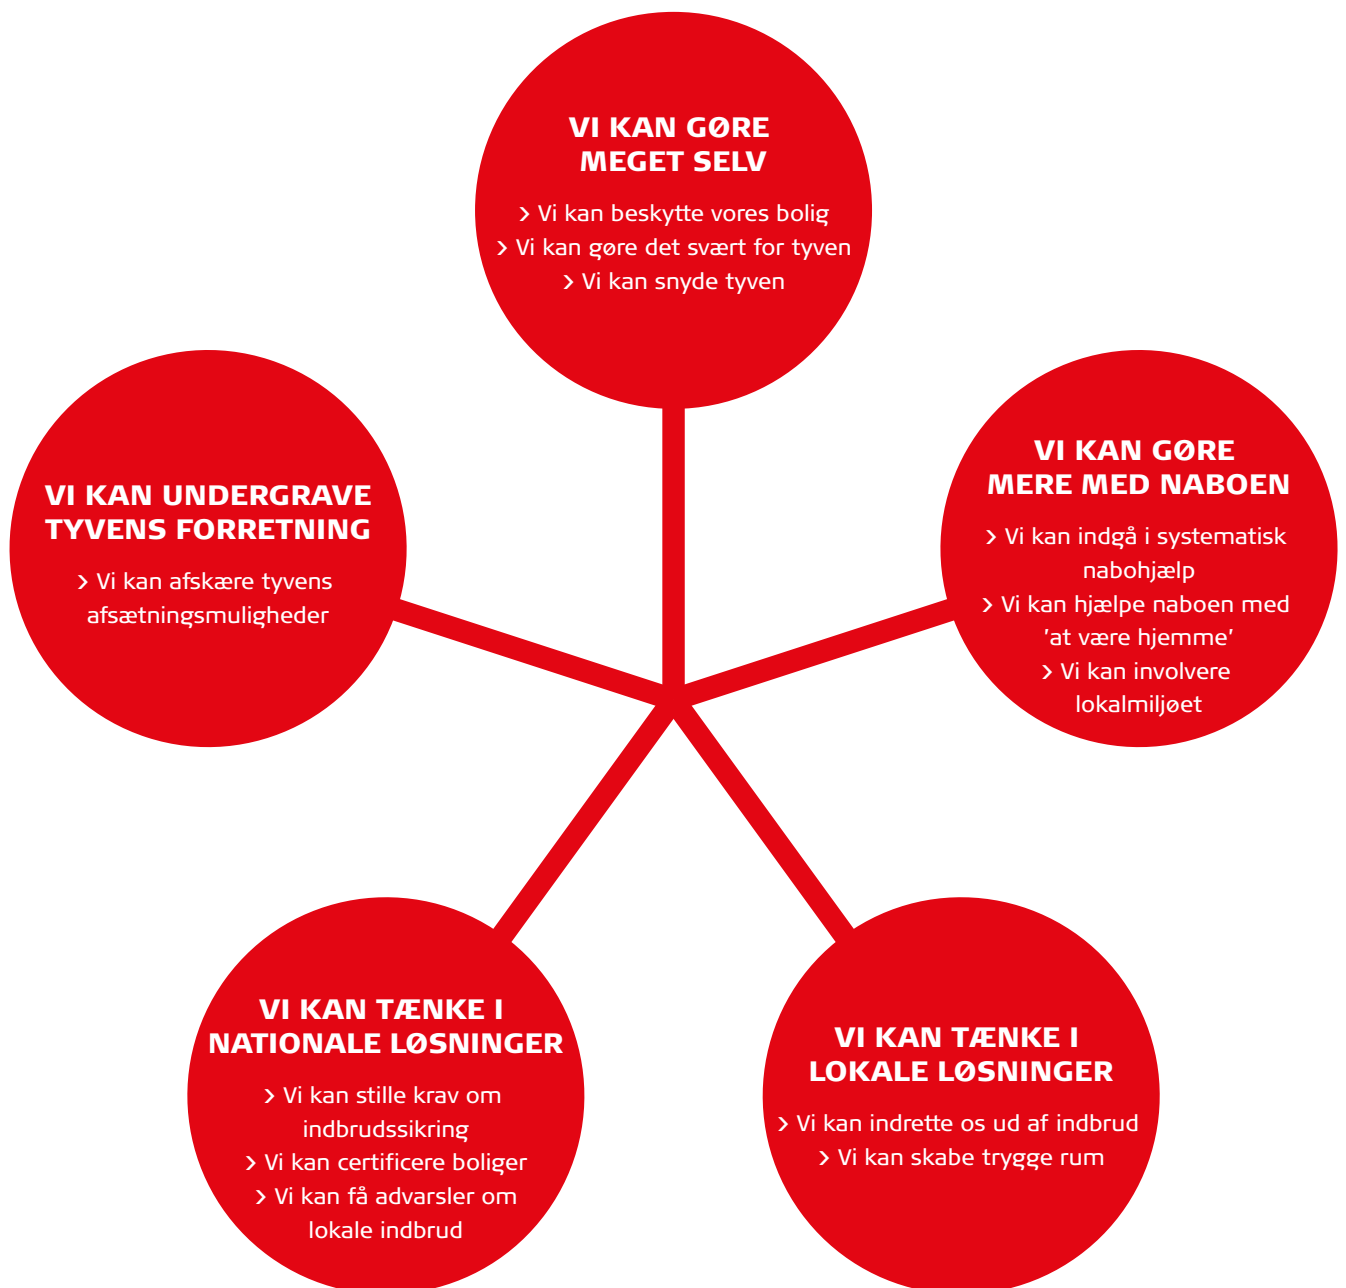 VI KAN GØRE
MEGET SELV
› Vi kan beskytte vores bolig
› Vi kan gøre det svært for tyven
› Vi kan snyde tyven
VI KAN GØRE
MERE MED NABOEN
› Vi kan indgå i systematisk
nabohjælp
› Vi kan hjælpe naboen med
'at være hjemme'
› Vi kan involvere
lokalmiljøet
VI KAN TÆNKE I
LOKALE LØSNINGER
› Vi kan indrette os ud af indbrud
› Vi kan skabe trygge rum
VI KAN TÆNKE I
NATIONALE LØSNINGER
› Vi kan stille krav om
indbrudssikring
› Vi kan certificere boliger
› Vi kan få advarsler om
lokale indbrud
VI KAN UNDERGRAVE
TYVENS FORRETNING
› Vi kan afskære tyvens
afsætningsmuligheder